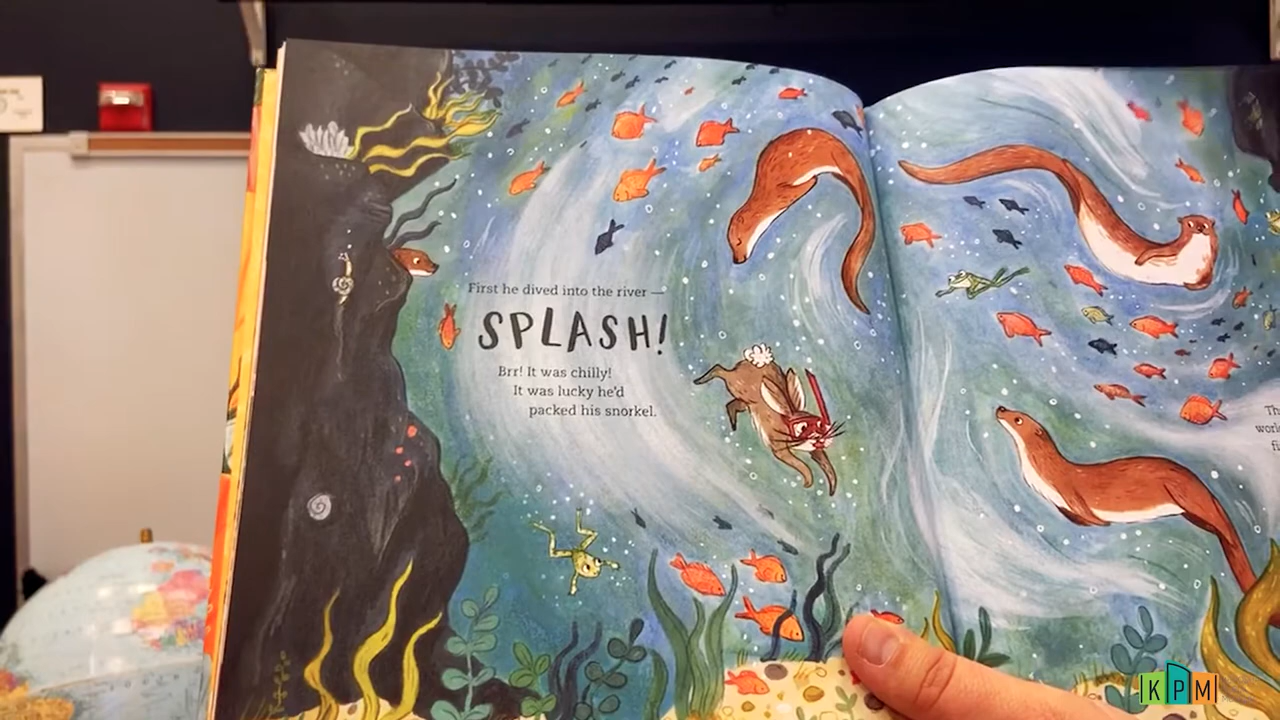 First he dived into the river —
SPLASH!
Brr! It was chilly!
It was lucky he'd
packed his snorkel.
KPM